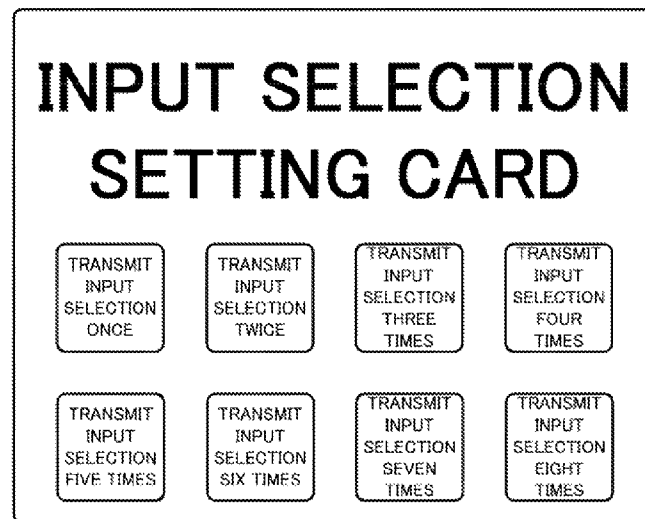 INPUT SELECTION
SETTING CARD
TRANSMIT
INPUT
SELECTION
ONCE
TRANSMIT
INPUT
SELECTION
TWICE
TRANSMIT
INPUT
SELECTION
THREE
TIMES
TRANSMIT
INPUT
SELECTION
FOUR
TIMES
TRANSMIT
INPUT
SELECTION
FIVE TIMES
TRANSMIT
INPUT
SELECTION
SIX TIMES
TRANSMIT
INPUT
SELECTION
SEVEN
TIMES
TRANSMIT
INPUT
SELECTION
EIGHT
TIMES